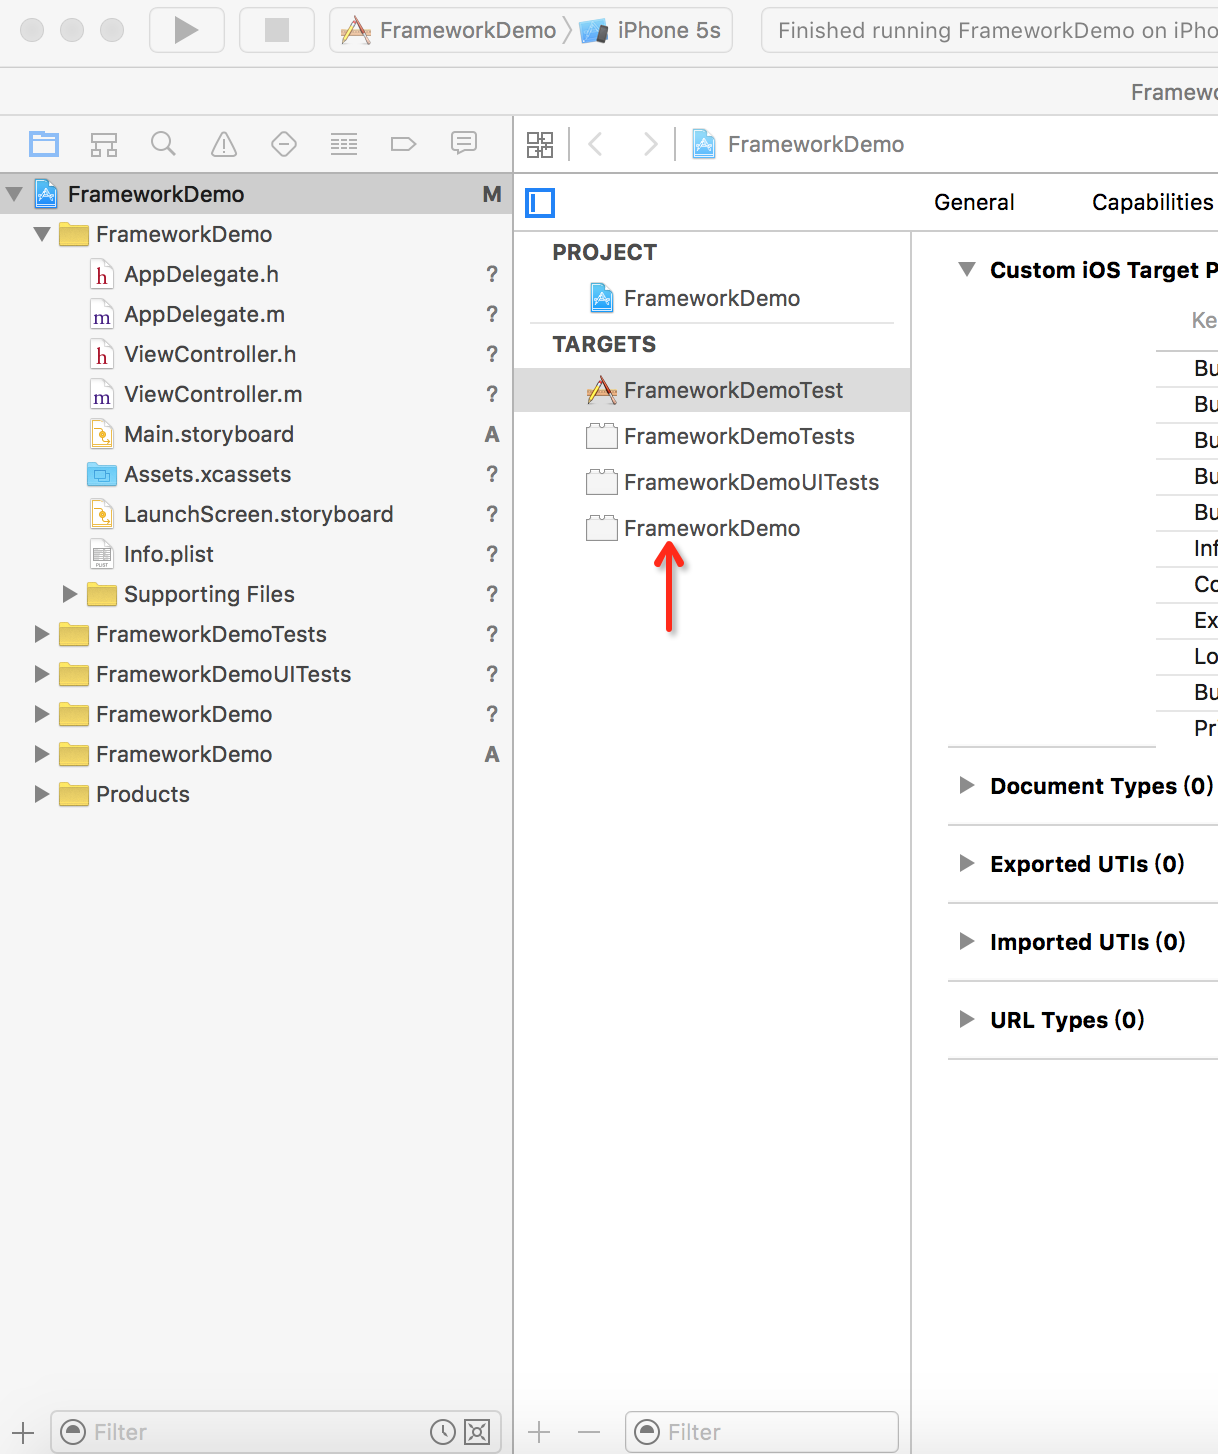 FrameworkDemo iPhone 5s Finished running FrameworkDemo on iPho
Framewo
FrameworkDemo
FrameworkDemo M
General Capabilities
FrameworkDemo
AppDelegate.h ?
AppDelegate.m ?
ViewController.h ?
ViewController.m ?
Main.storyboard A
Assets.xcassets ?
LaunchScreen.storyboard ?
Info.plist ?
Supporting Files ?
FrameworkDemoTests ?
FrameworkDemoUITests ?
FrameworkDemo ?
FrameworkDemo A
Products
PROJECT
FrameworkDemo
TARGETS
FrameworkDemoTest
FrameworkDemoTests
FrameworkDemoUITests
FrameworkDemo
Custom iOS Target P
Ke
Bu
Bu
Bu
Bu
Bu
Inf
Co
Ex
Lo
Bu
Pr
Document Types (0)
Exported UTIs (0)
Imported UTIs (0)
URL Types (0)
Filter
Filter